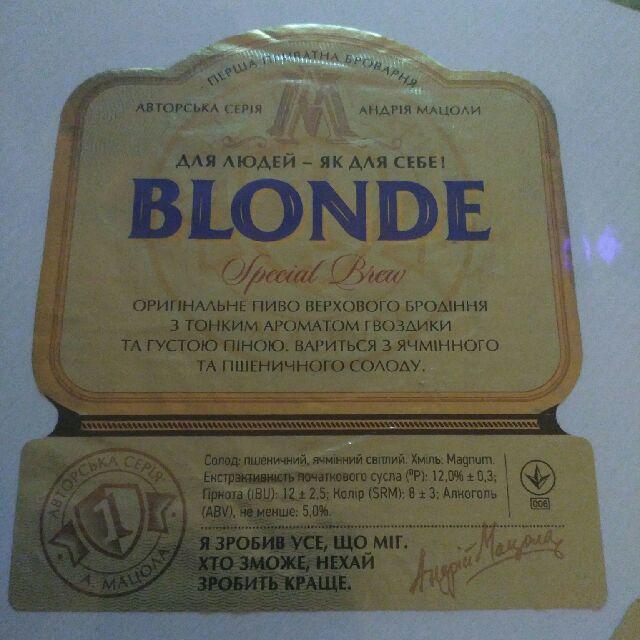 ПЕРША ПРИВАТНА БРОВАРНЯ
АВТОРСЬКА СЕРІЯ
М
АНДРІЯ МАЦОЛИ
ДЛЯ ЛЮДЕЙ – ЯК ДЛЯ СЕБЕ!
BLONDE
Special Brew
ОРИГІНАЛЬНЕ ПИВО ВЕРХОВОГО БРОДІННЯ
З ТОНКИМ АРОМАТОМ ГВОЗДИКИ
ТА ГУСТОЮ ПІНОЮ. ВАРИТЬСЯ З ЯЧМІННОГО
ТА ПШЕНИЧНОГО СОЛОДУ.
АВТОРСЬКА СЕРІЯ
1
А. МАЦОЛА
Солод: пшеничний, ячмінний світлий. Хміль: Magnum.
Екстрактивність початкового сусла (⁰P): 12,0% ± 0,3;
Гіркота (IBU): 12 ± 2,5; Колір (SRM): 8 ± 3; Алкоголь
(ABV), не менше: 5,0%.
006
Я ЗРОБИВ УСЕ, ЩО МІГ.
ХТО ЗМОЖЕ, НЕХАЙ
ЗРОБИТЬ КРАЩЕ.
Андрій Мацола